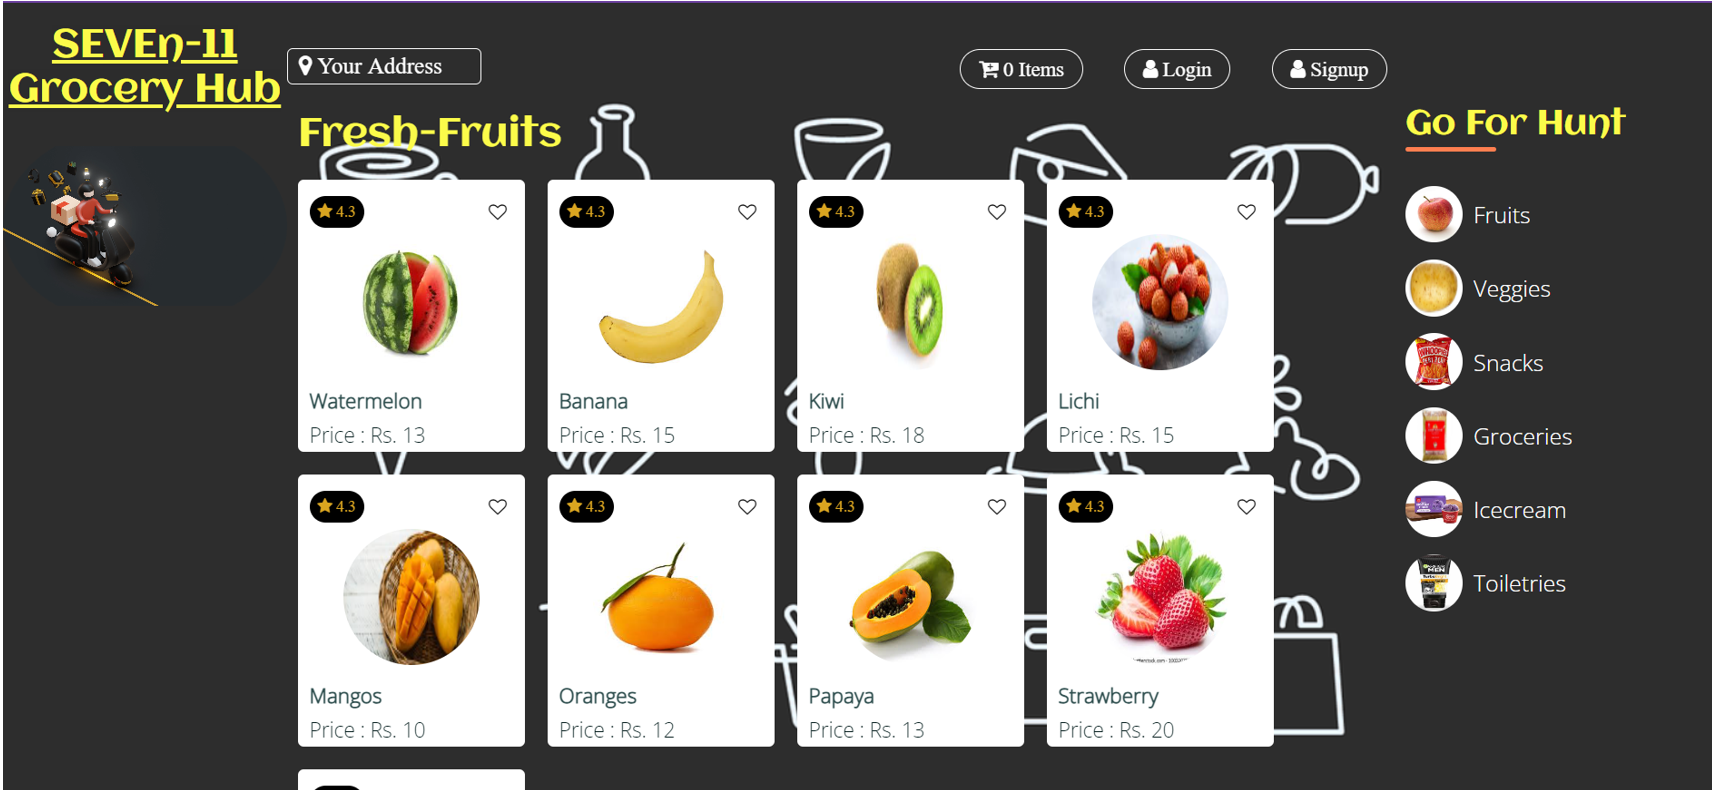 SEVEn-11
Grocery Hub
Your Address
0 Items
Login
Signup
Fresh-Fruits
Go For Hunt
4.3
4.3
4.3
4.3
Watermelon
Banana
Kiwi
Lichi
Price : Rs. 13
Price : Rs. 15
Price : Rs. 18
Price : Rs. 15
4.3
4.3
4.3
4.3
Mangos
Oranges
Papaya
Strawberry
Price : Rs. 10
Price : Rs. 12
Price : Rs. 13
Price : Rs. 20
Fruits
Veggies
Snacks
Groceries
Icecream
Toiletries
MEN